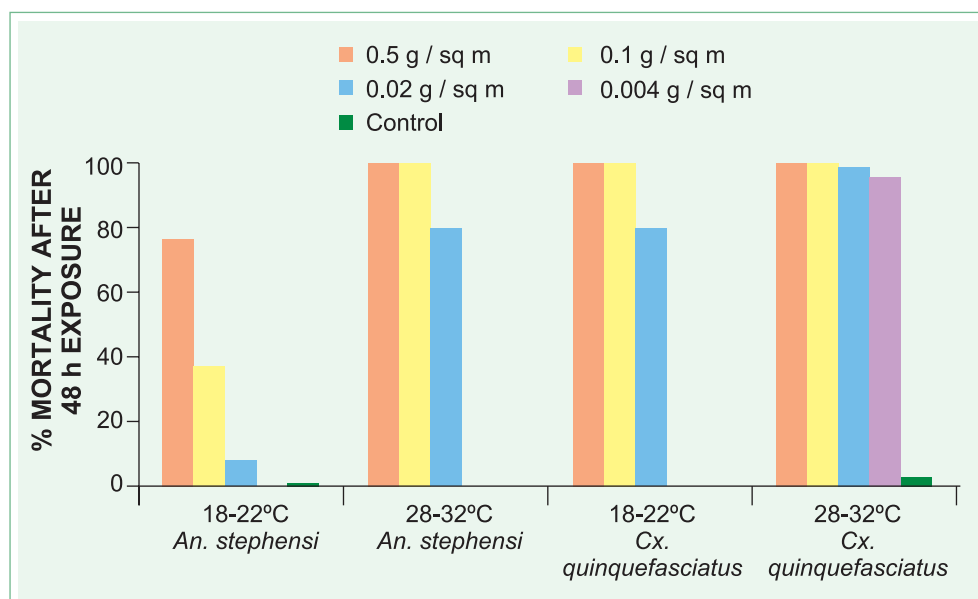 0.5 g / sq m
0.1 g / sq m
0.02 g / sq m
0.004 g / sq m
Control
% MORTALITY AFTER
48 h EXPOSURE
100
80
60
40
20
0
18-22ºC
An. stephensi
28-32ºC
An. stephensi
18-22ºC
Cx.
quinquefasciatus
28-32ºC
Cx.
quinquefasciatus